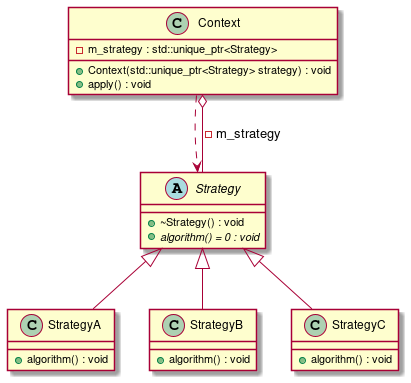 C Context
m_strategy : std::unique_ptr<Strategy>
Context(std::unique_ptr<Strategy> strategy) : void
apply() : void
m_strategy
A Strategy
~Strategy() : void
algorithm() = 0 : void
C StrategyA
C StrategyB
C StrategyC
algorithm() : void
algorithm() : void
algorithm() : void